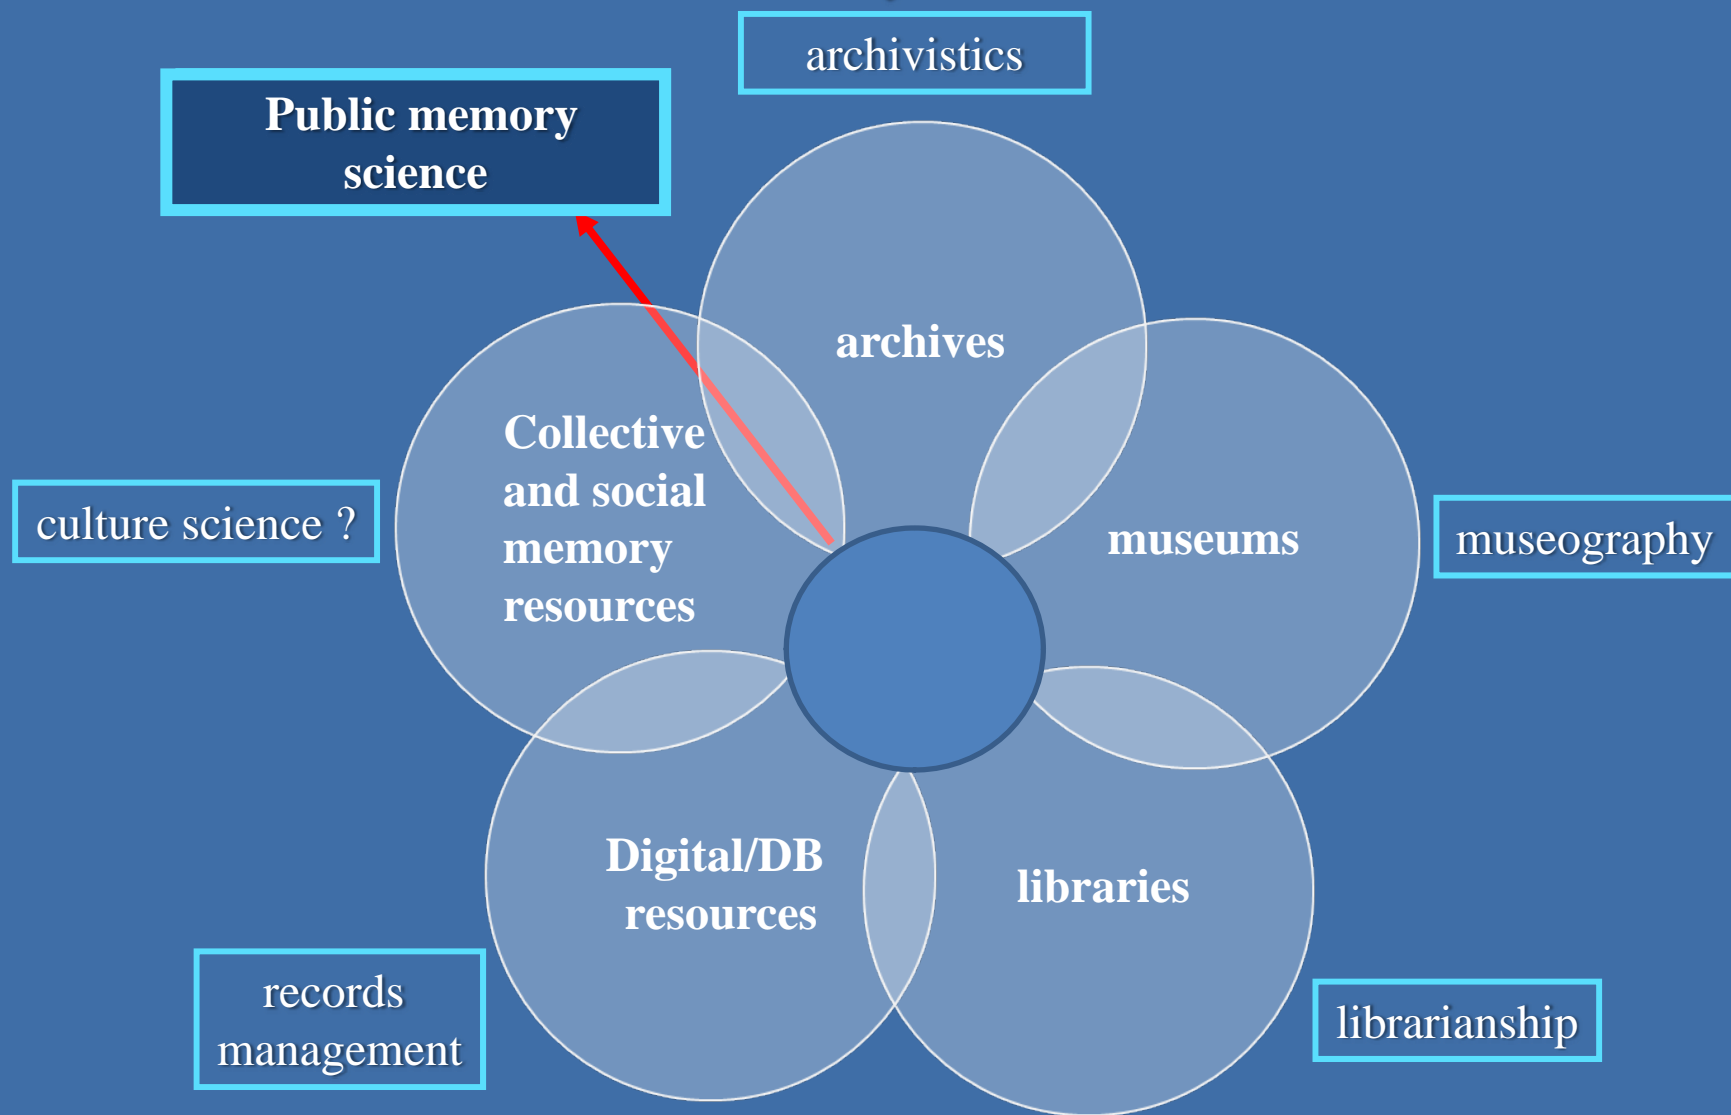 archivistics
Public memory
science
archives
Collective
and social
memory
resources
culture science ?
museums
museography
Digital/DB
resources
libraries
records
management
librarianship